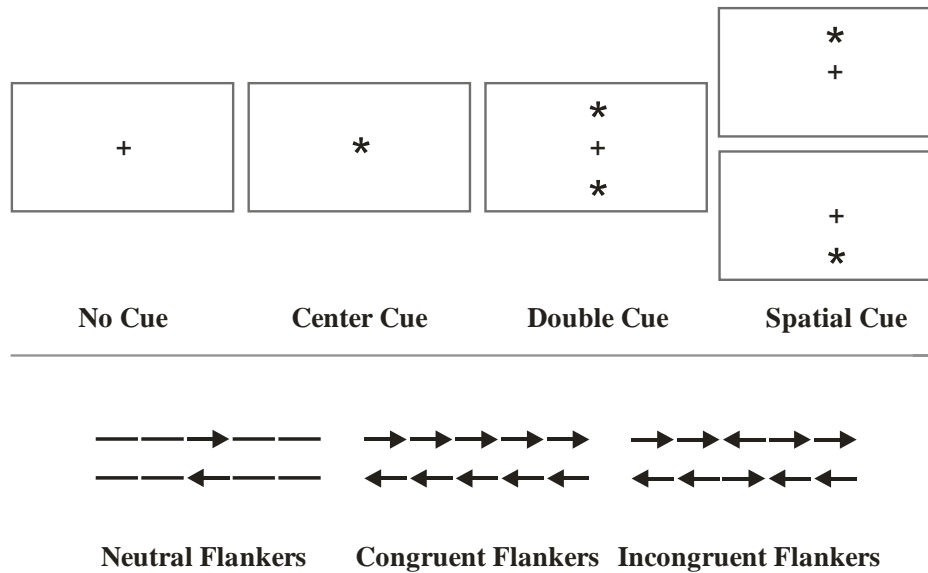 No Cue
Center Cue
Double Cue
Spatial Cue
Neutral Flankers
Congruent Flankers
Incongruent Flankers